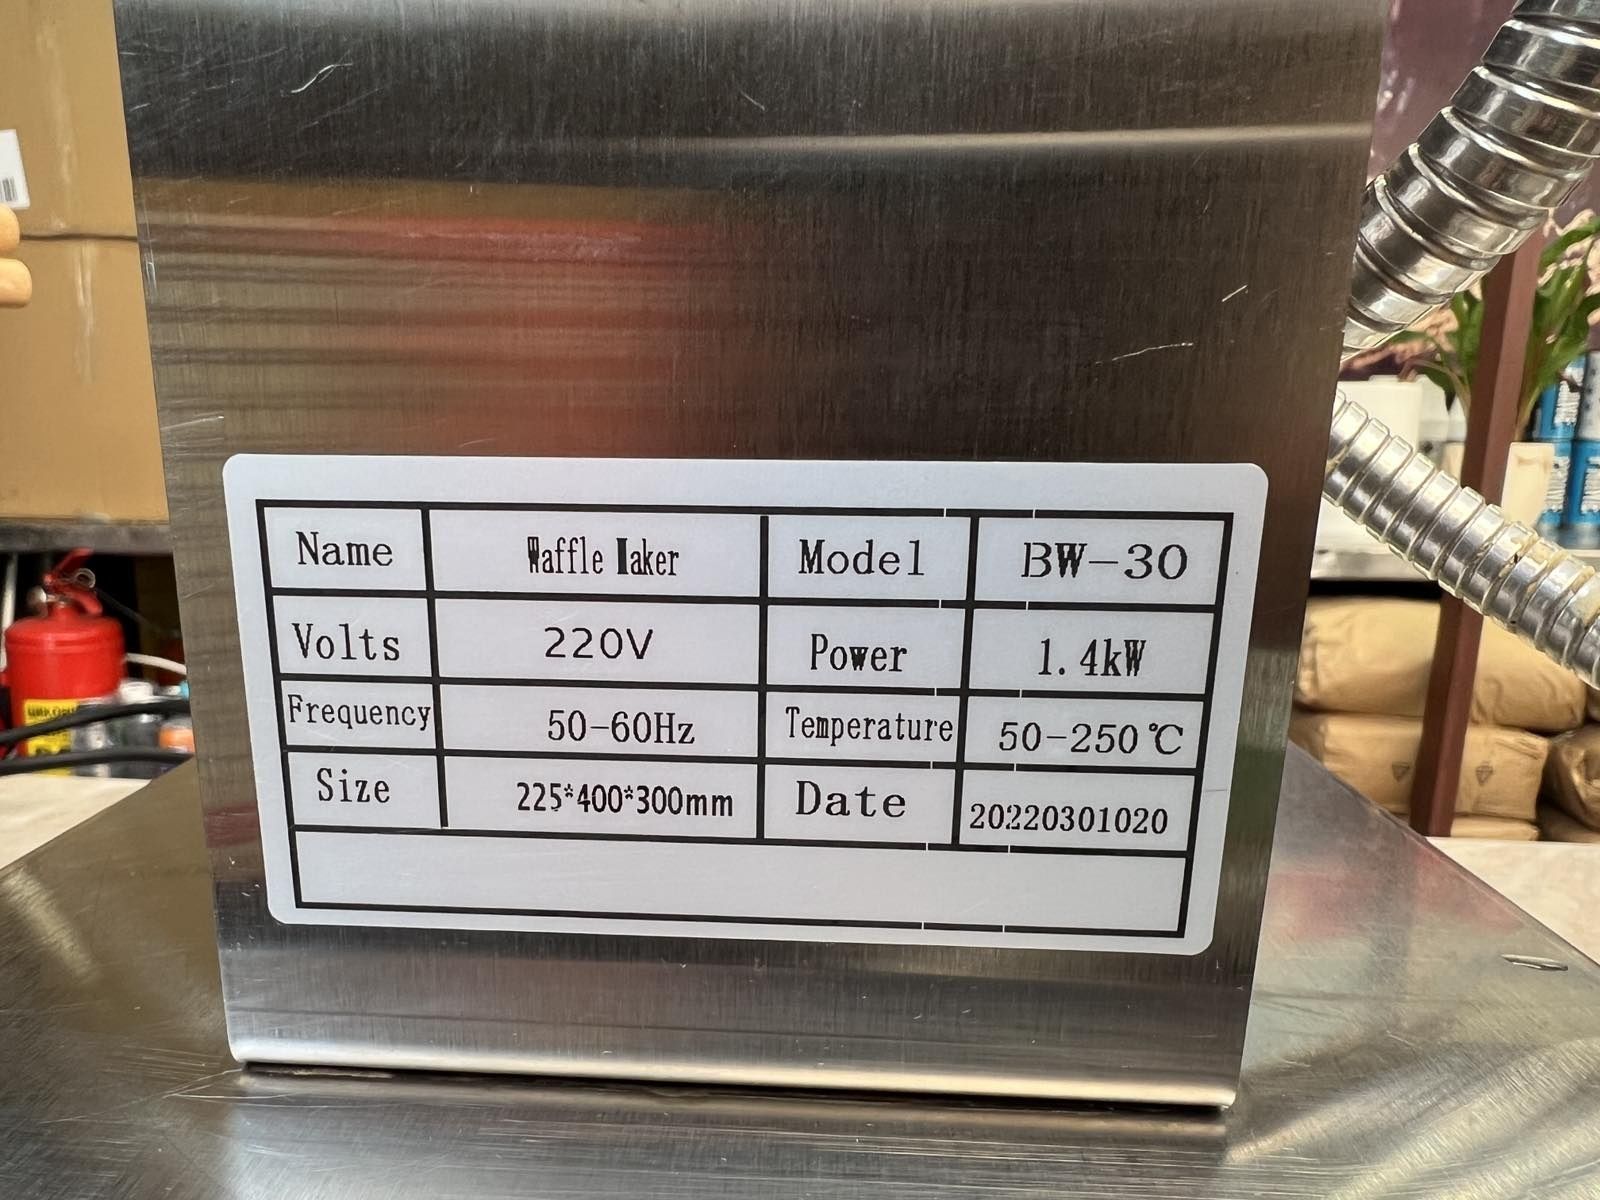 Name Waffle Maker Model BW-30
Volts 220V Power 1.4kW
Frequency 50-60Hz Temperature 50-250℃
Size 225*400*300mm Date 20220301020